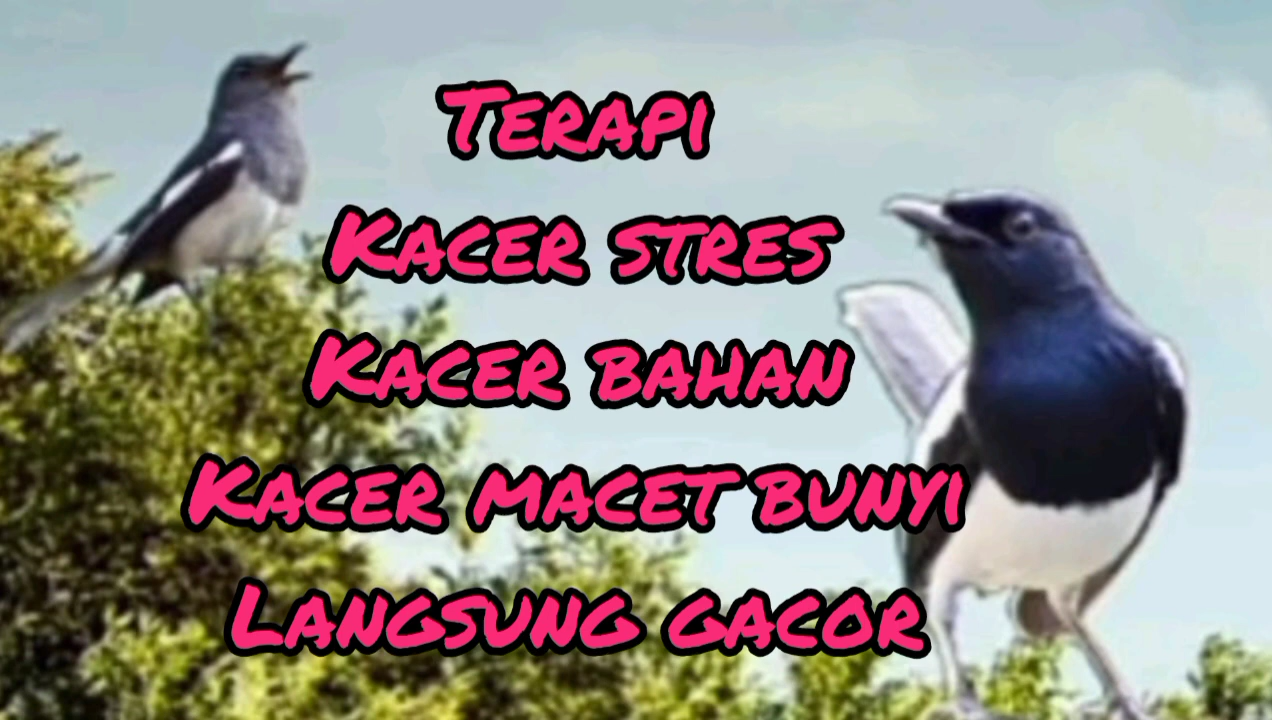 Terapi
Kacer stres
Kacer bahan
Kacer macet bunyi
Langsung gacor